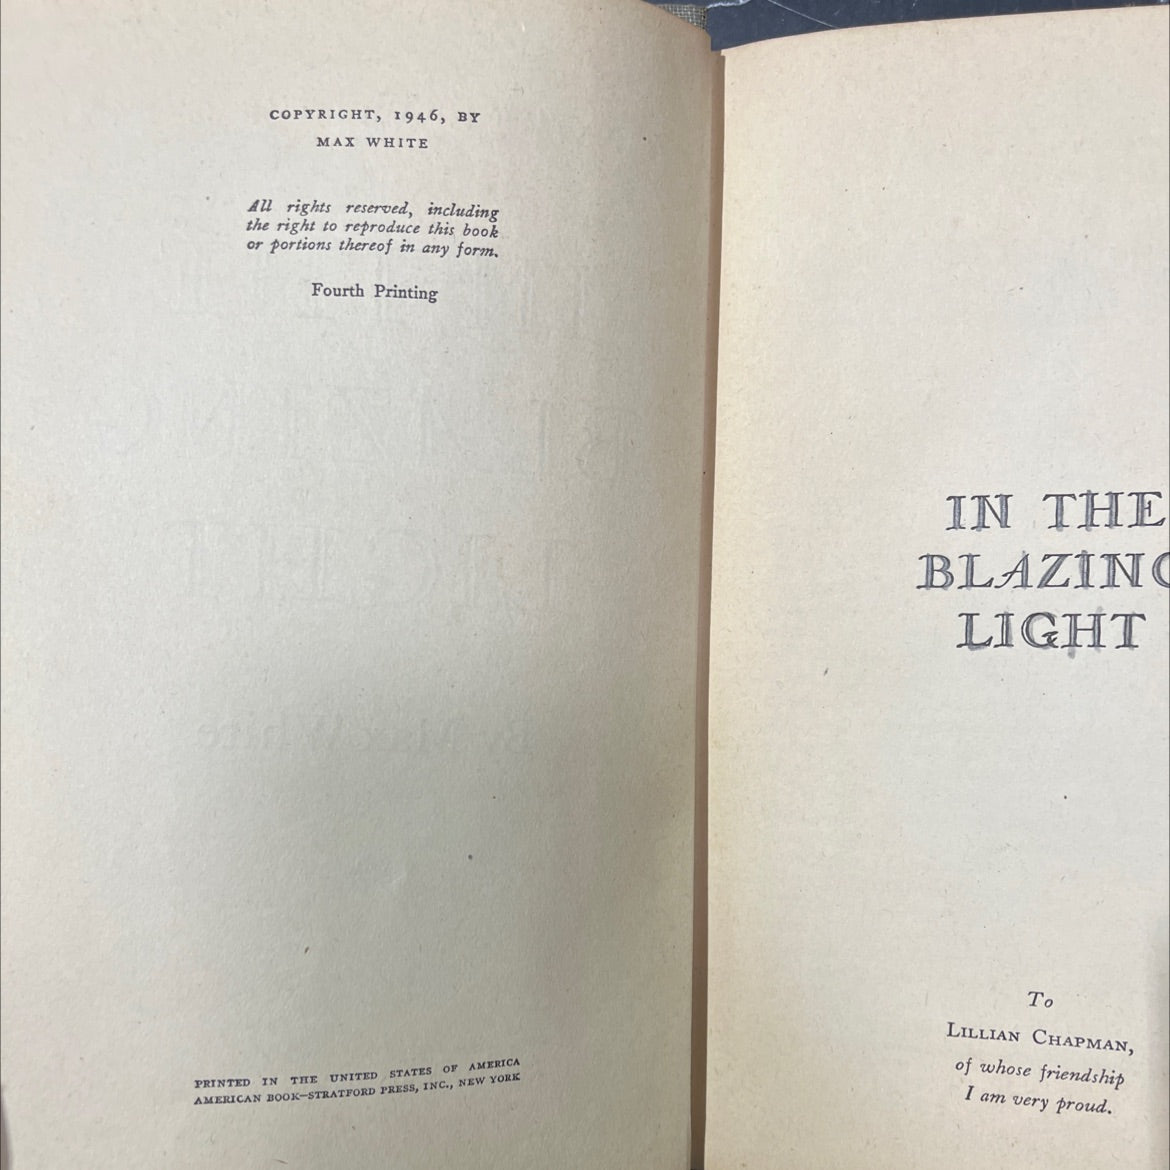 COPYRIGHT, 1946, BY
MAX WHITE
All rights reserved, including
the right to reproduce this book
or portions thereof in any form.
Fourth Printing
PRINTED IN THE UNITED STATES OF AMERICA
AMERICAN BOOK—STRATFORD PRESS, INC., NEW YORK
IN THE
BLAZING
LIGHT
To
LILLIAN CHAPMAN,
of whose friendship
I am very proud.